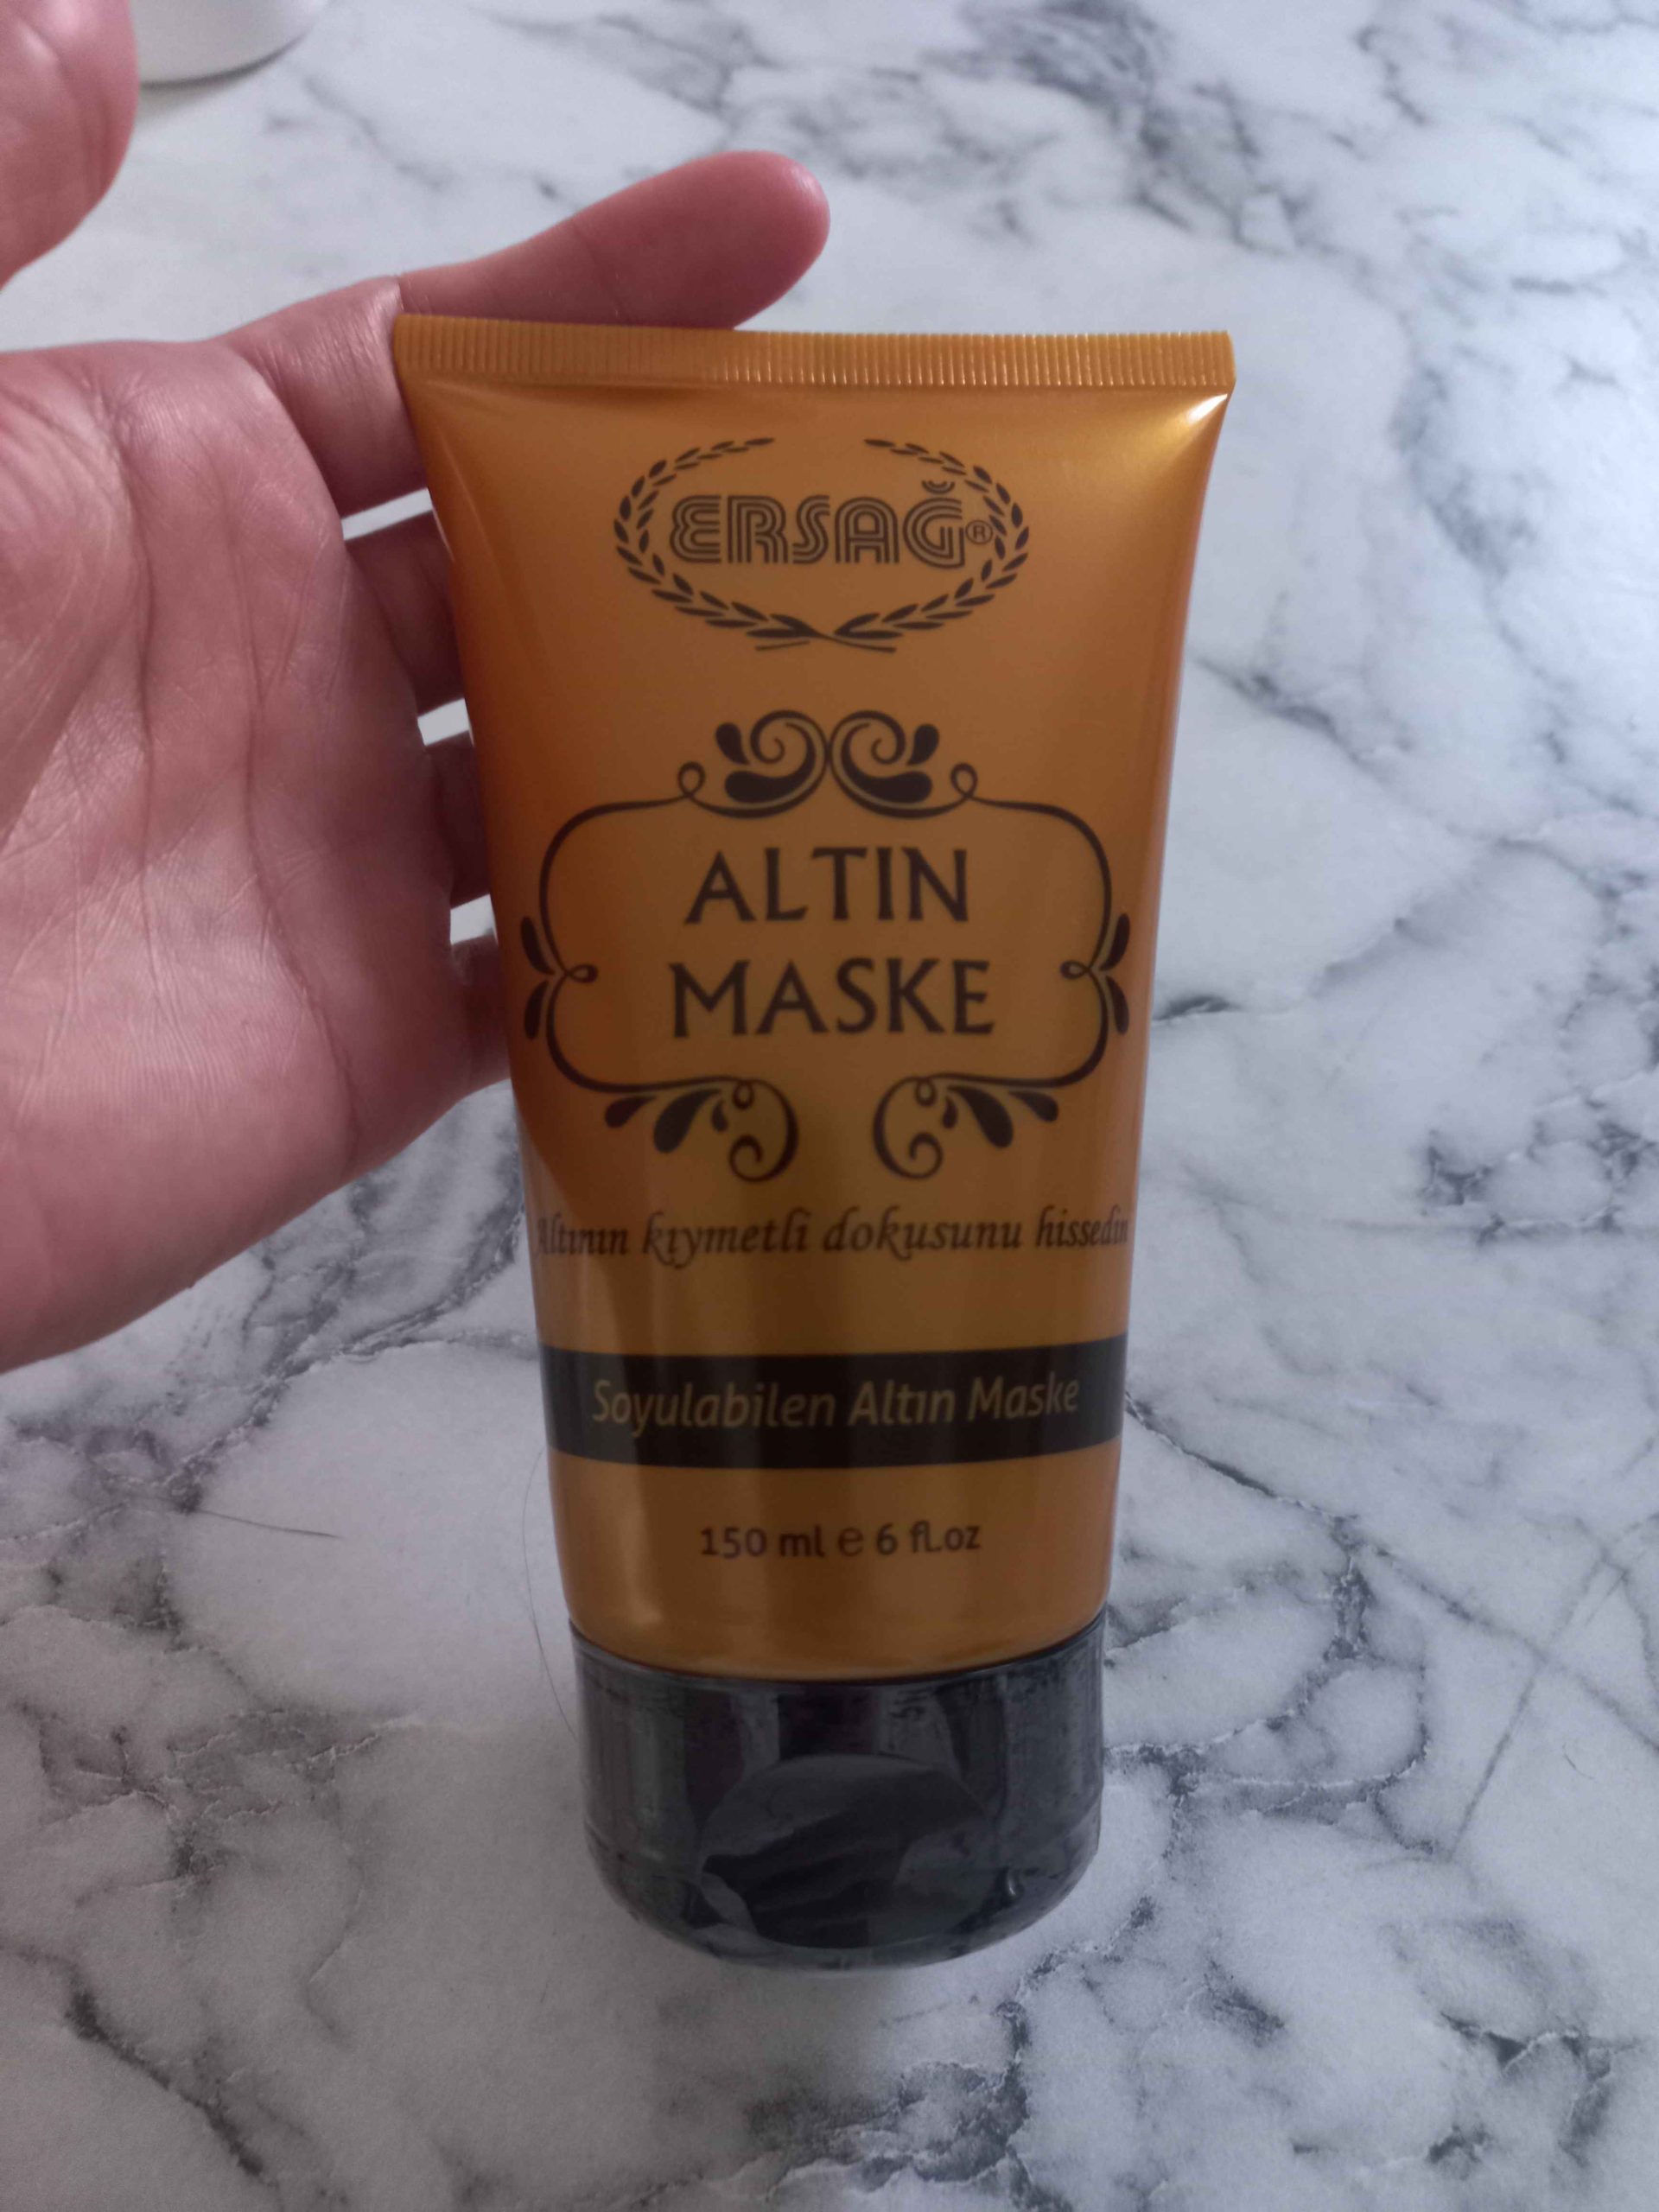 ERSAĞ®
ALTIN
MASKE
Altının kıymetli dokusunu hissedin
Soyulabilen Altın Maske
150 ml e 6 fl.oz